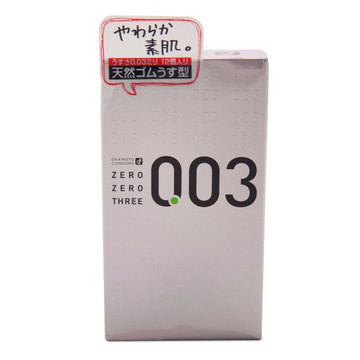 やわらか
素肌。
うすさ0.03ミリ 12個入り
天然ゴムうす型
OKAMOTO
CONDOMS
ZERO
ZERO
THREE
0.03